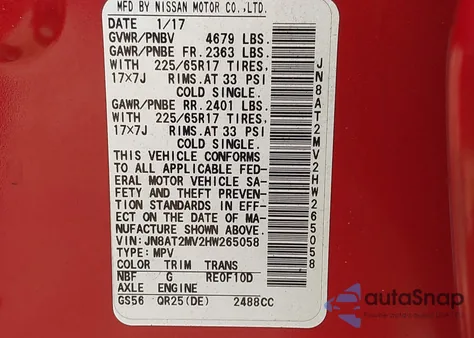 MFD BY NISSAN MOTOR CO.,LTD.
DATE 1/17
GVWR/PNBV 4679 LBS.
GAWR/PNBE FR. 2363 LBS.
WITH 225/65R17 TIRES,
17×7J RIMS,AT 33 PSI
COLD SINGLE.
GAWR/PNBE RR. 2401 LBS.
WITH 225/65R17 TIRES,
17×7J RIMS,AT 33 PSI
COLD SINGLE.
THIS VEHICLE CONFORMS
TO ALL APPLICABLE FED-
ERAL MOTOR VEHICLE SA-
FETY AND THEFT PREVEN-
TION STANDARDS IN EFF-
ECT ON THE DATE OF MA-
NUFACTURE SHOWN ABOVE.
VIN:JN8AT2MV2HW265058
TYPE: MPV
COLOR TRIM TRANS
NBF G RE0F10D
AXLE ENGINE
GS56 QR25(DE) 2488CC
JN8AT2MV2HW265058
autoSnap